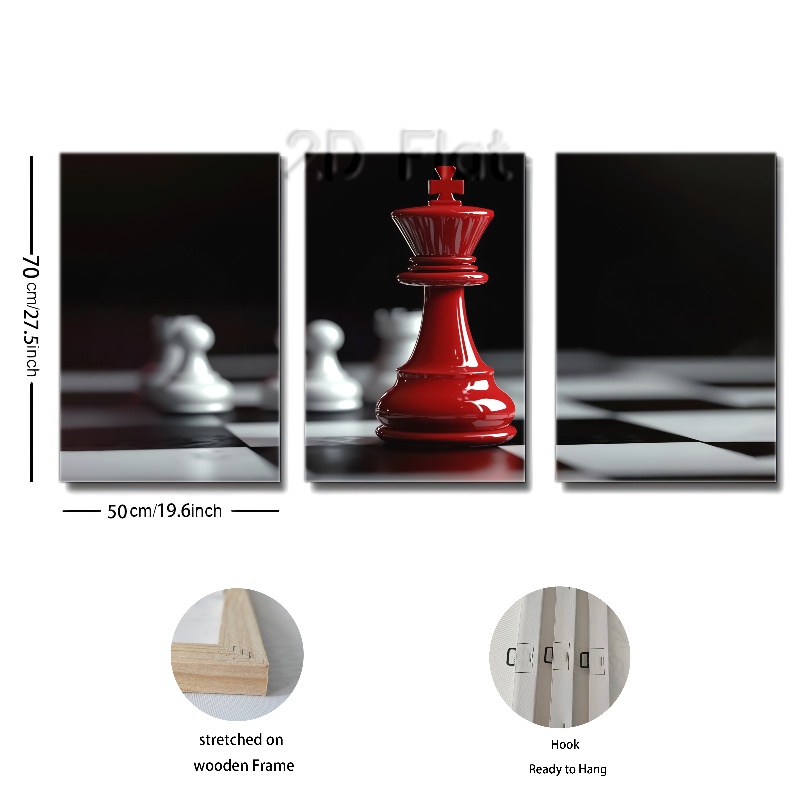 2D Flat
70 cm/27.5inch
50cm/19.6inch
stretched on
wooden Frame
Hook
Ready to Hang